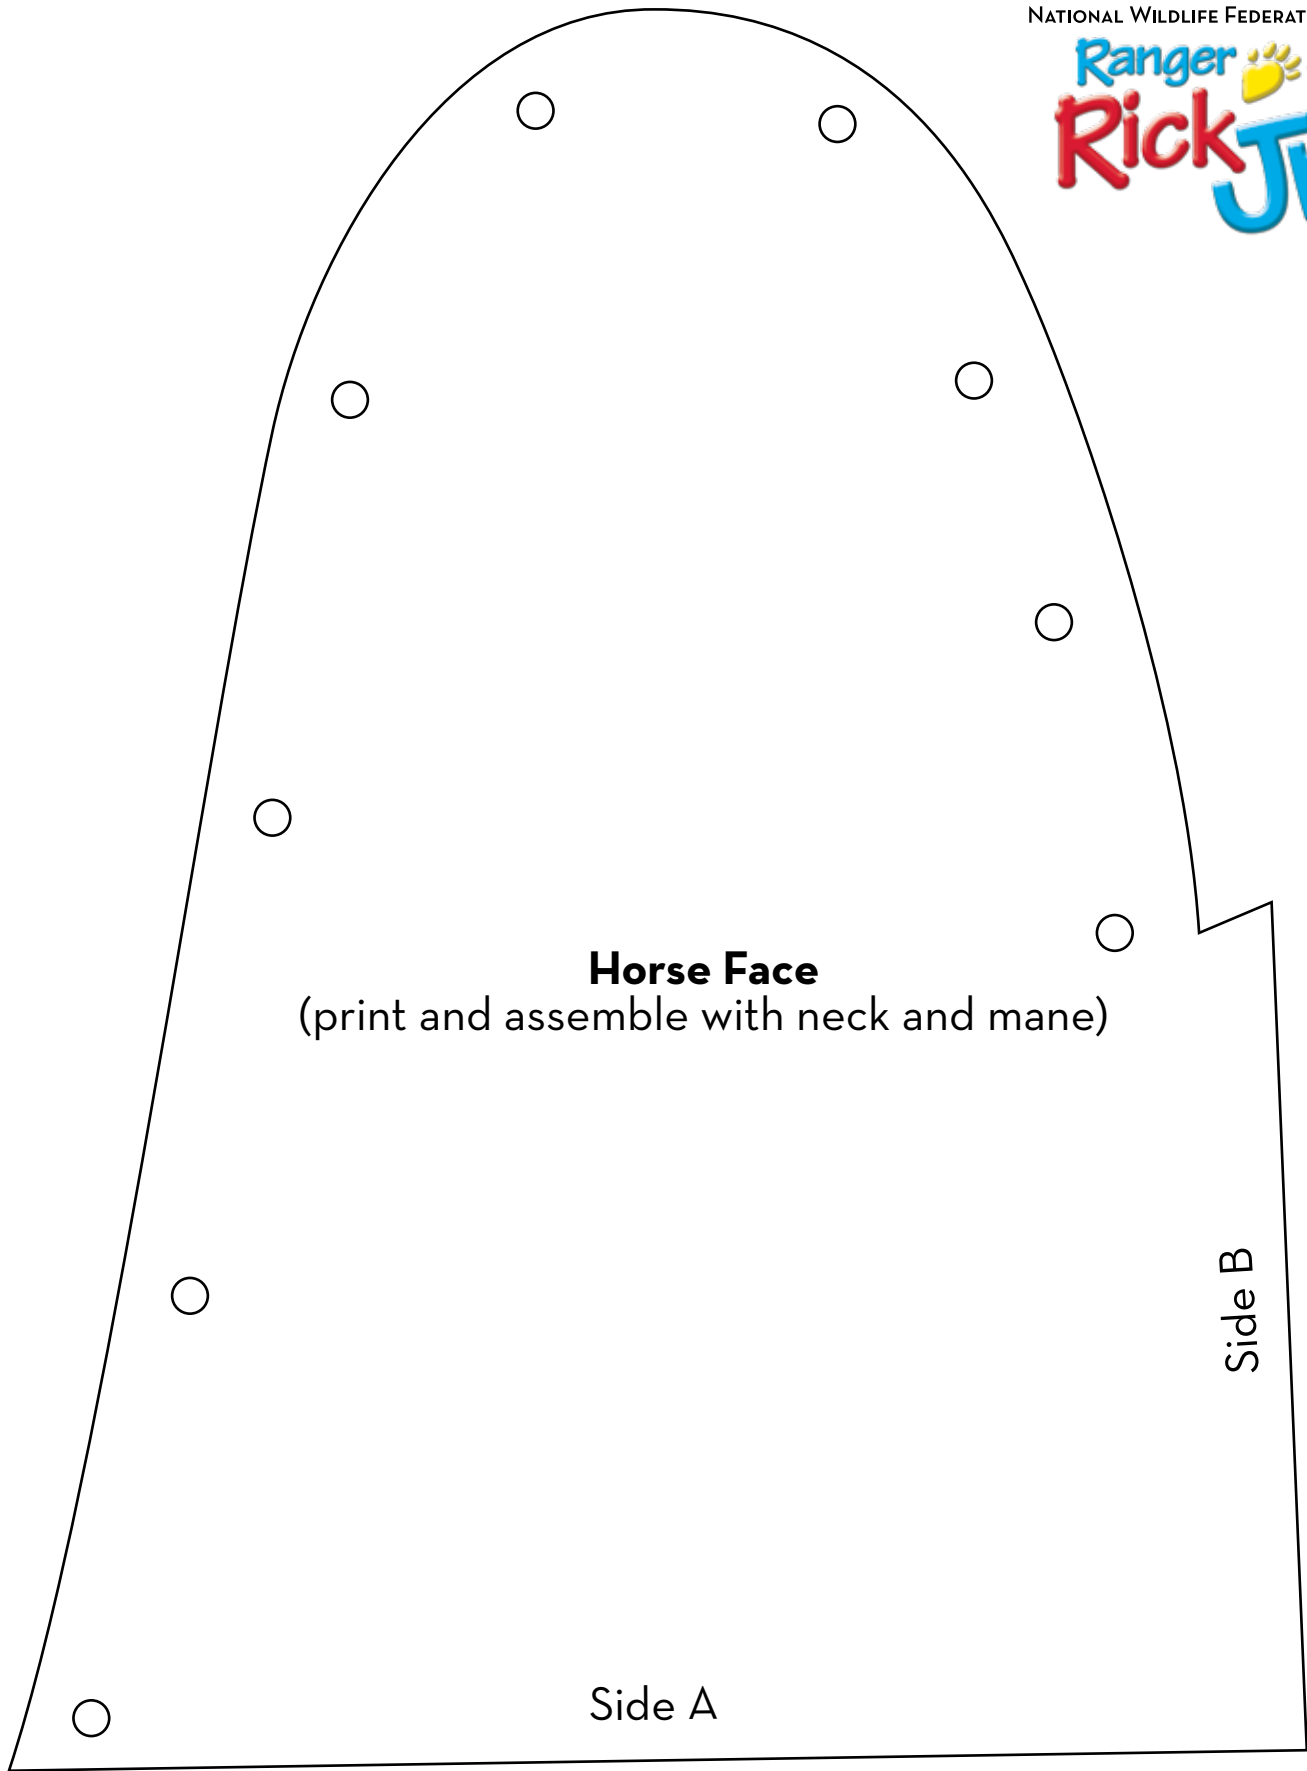 NATIONAL WILDLIFE FEDERAT
Ranger
Rick
Horse Face
(print and assemble with neck and mane)
Side B
Side A